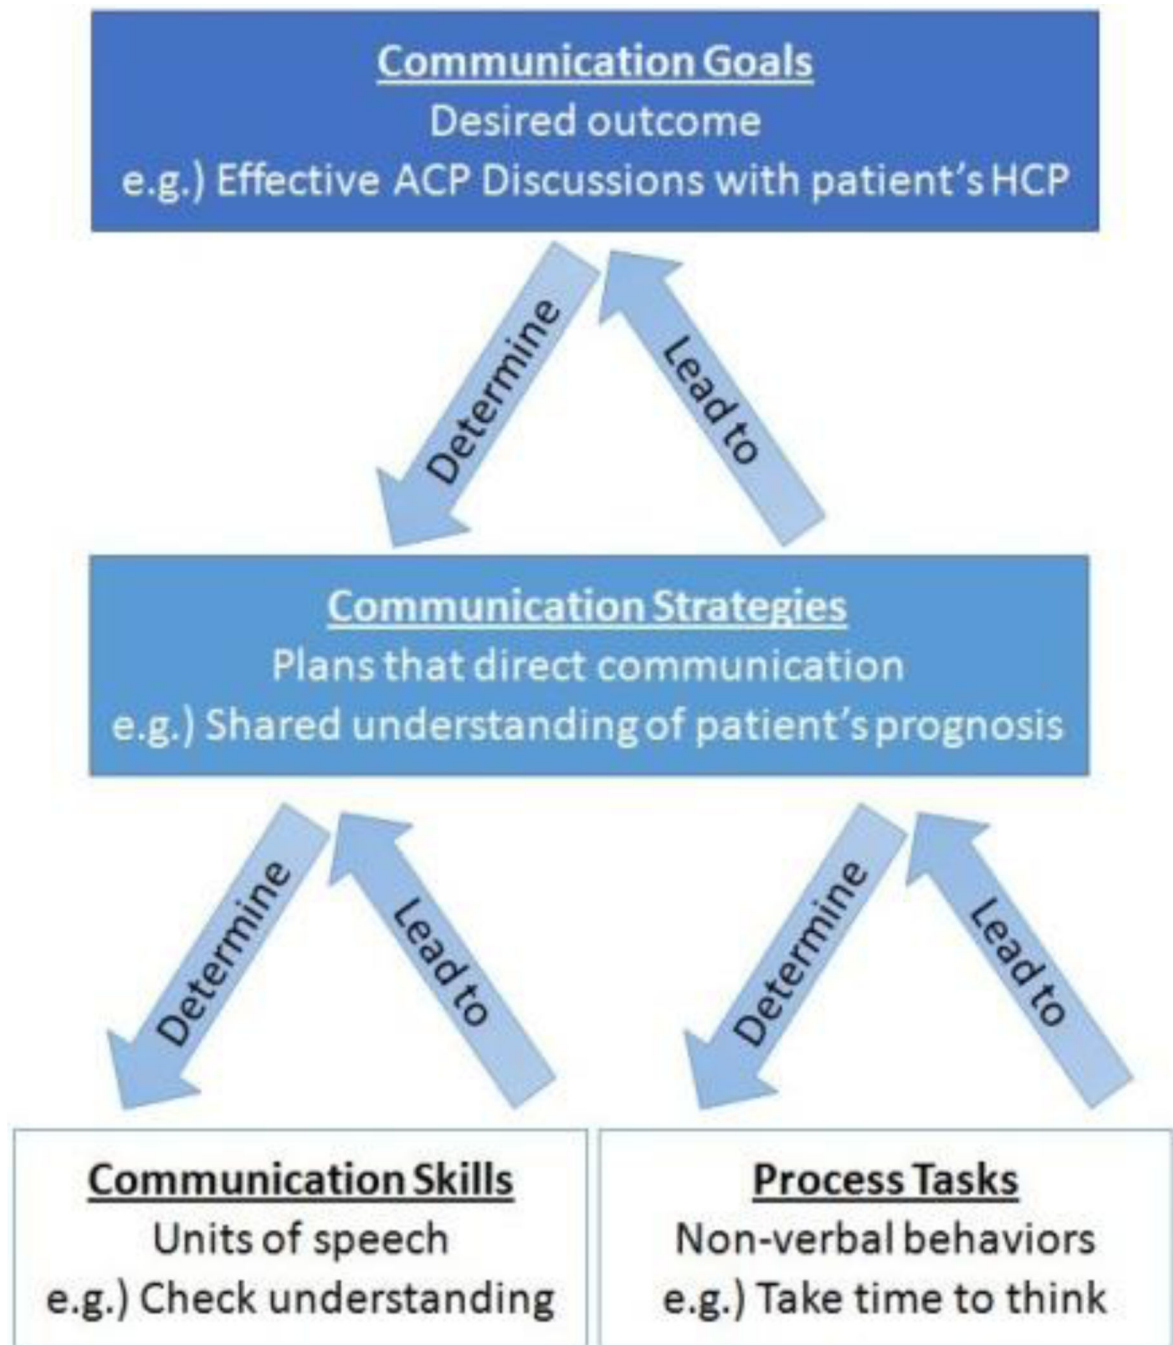 Communication Goals
Desired outcome
e.g.) Effective ACP Discussions with patient's HCP
Determine
Lead to
Communication Strategies
Plans that direct communication
e.g.) Shared understanding of patient's prognosis
Determine
Lead to
Determine
Lead to
Communication Skills
Units of speech
e.g.) Check understanding
Process Tasks
Non-verbal behaviors
e.g.) Take time to think